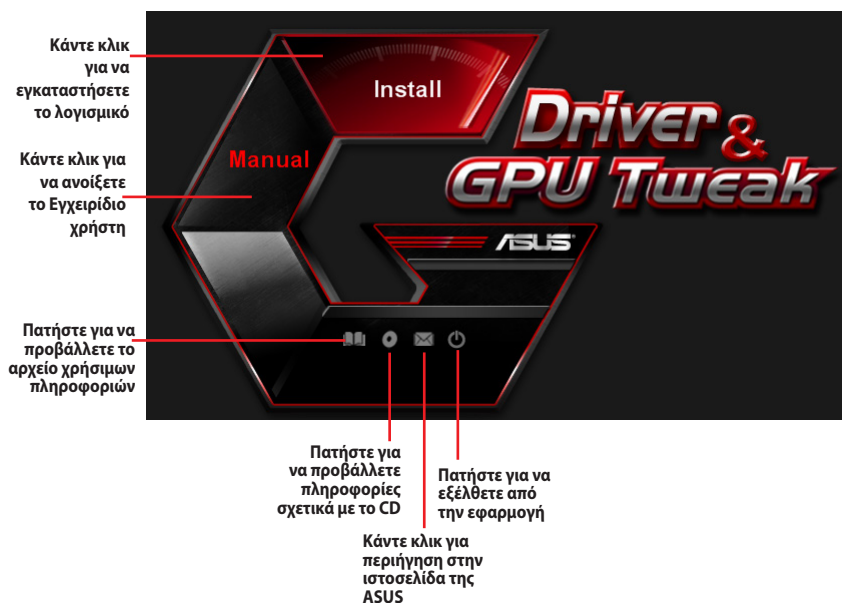 Κάντε κλικ
για να
εγκαταστήσετε
το λογισμικό
Install
Driver &
GPU Tweak
Κάντε κλικ για
να ανοίξετε
το Εγχειρίδιο
χρήστη
Manual
ASUS
Πατήστε για να
προβάλλετε το
αρχείο χρήσιμων
πληροφοριών
Πατήστε για
να προβάλλετε
πληροφορίες
σχετικά με το CD
Πατήστε για να
εξέλθετε από
την εφαρμογή
Κάντε κλικ για
περιήγηση στην
ιστοσελίδα της
ASUS